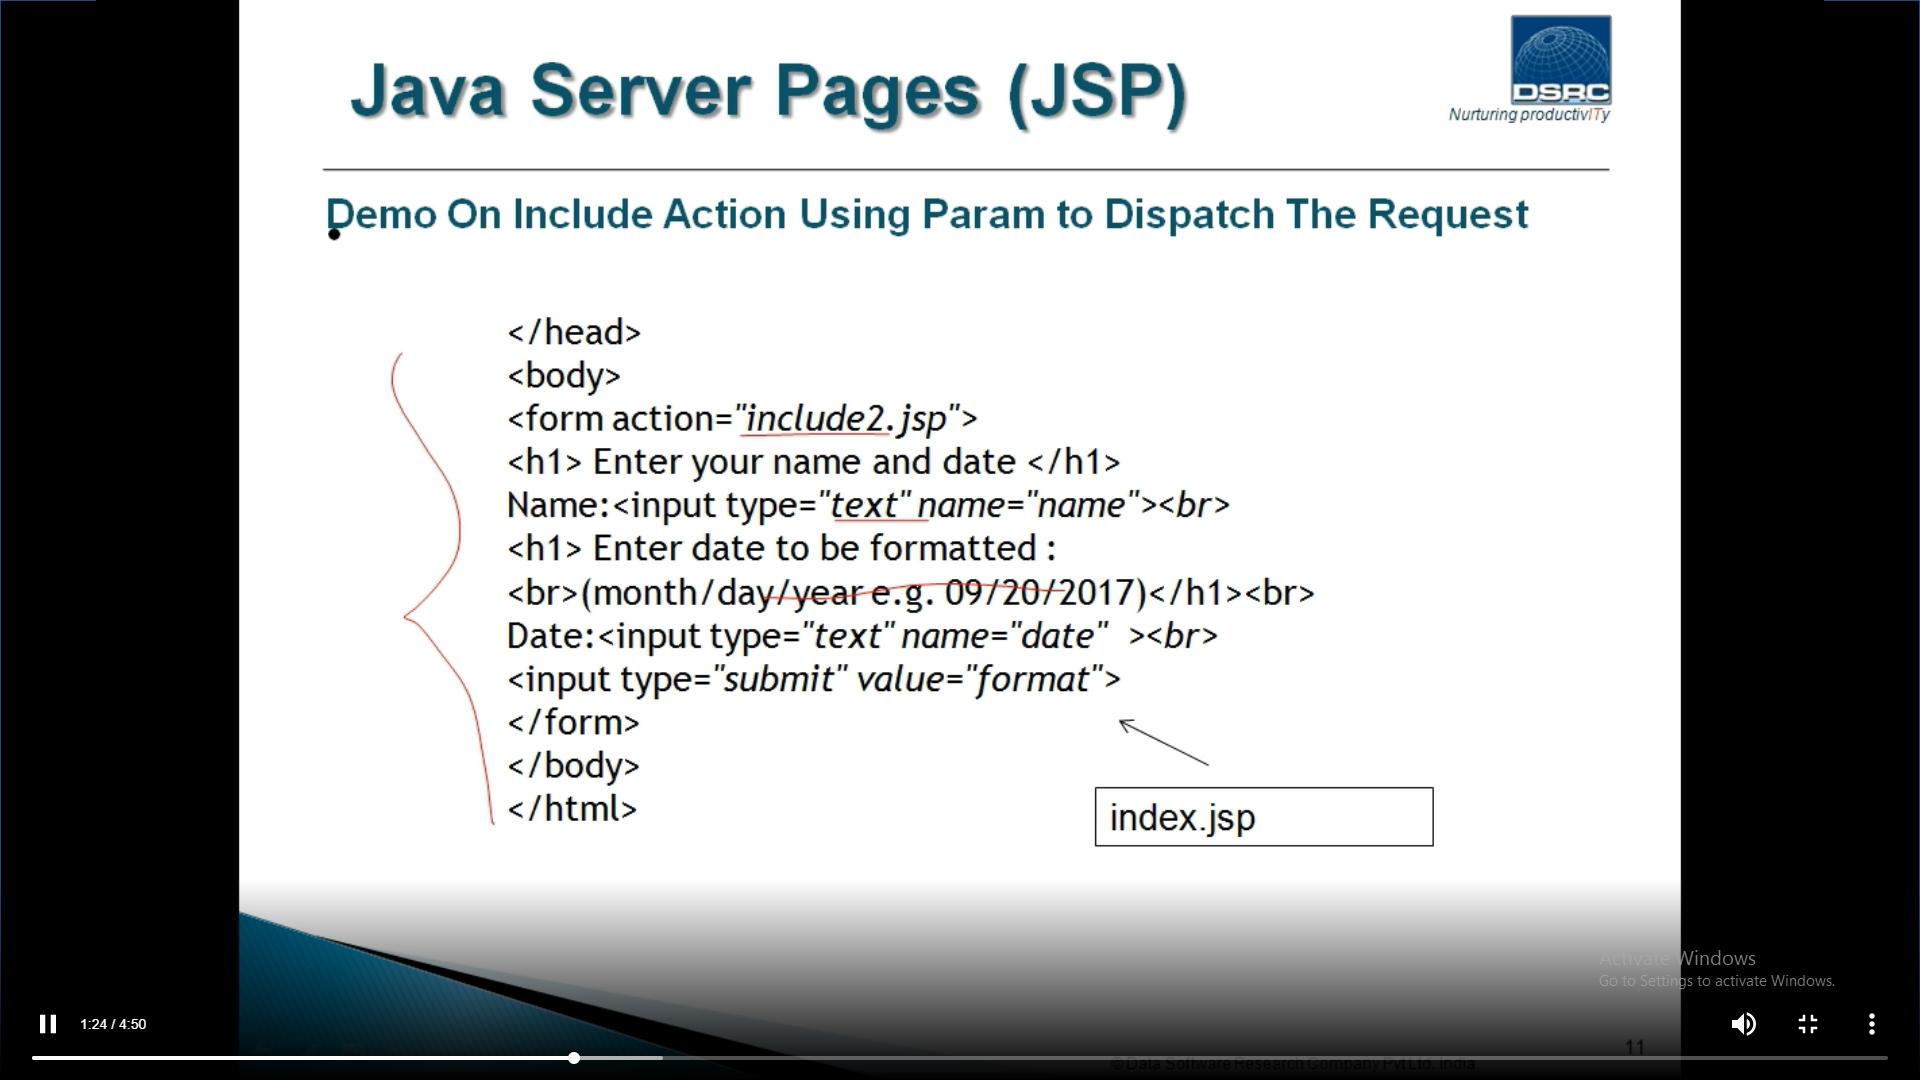 Java Server Pages (JSP)
DSRC
Nurturing productivITy
Demo On Include Action Using Param to Dispatch The Request
</head>
<body>
<form action="include2.jsp">
<h1> Enter your name and date </h1>
Name:<input type="text" name="name"><br>
<h1> Enter date to be formatted :
<br>(month/day/year e.g. 09/20/2017)</h1><br>
Date:<input type="text" name="date"  ><br>
<input type="submit" value="format">
</form>
</body>
</html>
index.jsp
Activate Windows
Go to Settings to activate Windows.
1:24 / 4:50
11
© Data Software Research Company Pvt Ltd. India